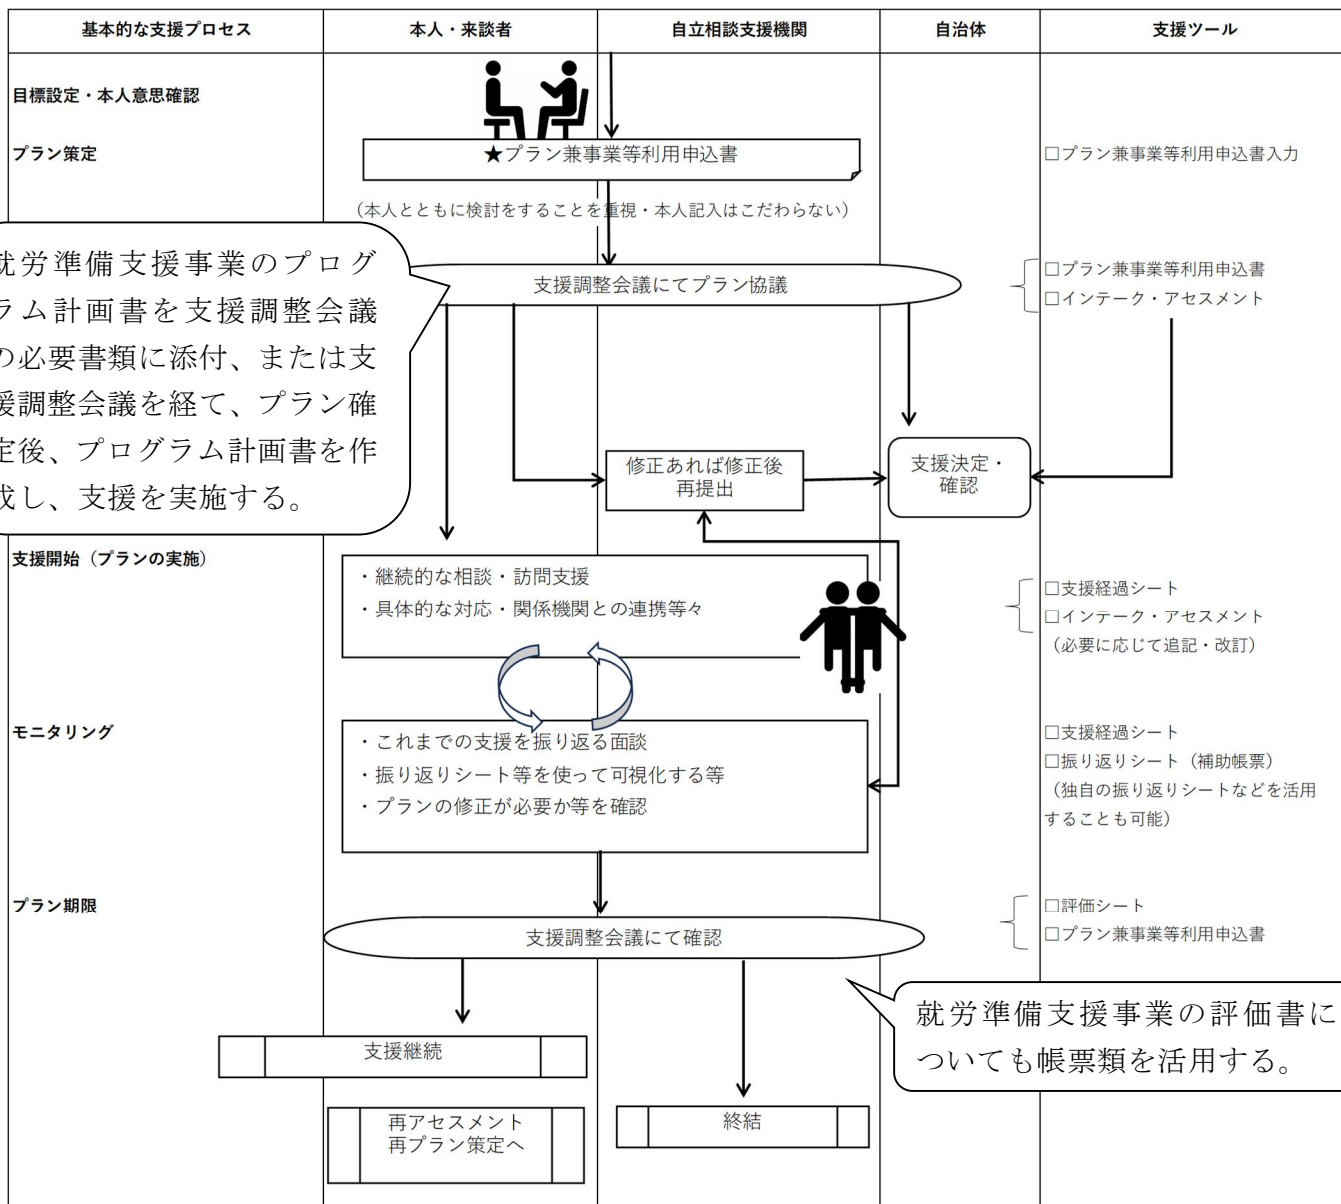 基本的な支援プロセス
本人・来談者
自立相談支援機関
自治体
支援ツール
目標設定・本人意思確認
プラン策定
★プラン兼事業等利用申込書
□プラン兼事業等利用申込書入力
（本人とともに検討をすることを重視・本人記入はこだわらない）
就労準備支援事業のプログ
ラム計画書を支援調整会議
の必要書類に添付、または支
援調整会議を経て、プラン確
定後、プログラム計画書を作
成し、支援を実施する。
支援調整会議にてプラン協議
□プラン兼事業等利用申込書
□インテーク・アセスメント
修正あれば修正後
再提出
支援決定・
確認
支援開始（プランの実施）
・継続的な相談・訪問支援
・具体的な対応・関係機関との連携等々
□支援経過シート
□インテーク・アセスメント
（必要に応じて追記・改訂）
モニタリング
・これまでの支援を振り返る面談
・振り返りシート等を使って可視化する等
・プランの修正が必要か等を確認
□支援経過シート
□振り返りシート（補助帳票）
（独自の振り返りシートなどを活用
することも可能）
プラン期限
支援調整会議にて確認
□評価シート
□プラン兼事業等利用申込書
就労準備支援事業の評価書に
ついても帳票類を活用する。
支援継続
再アセスメント
再プラン策定へ
終結